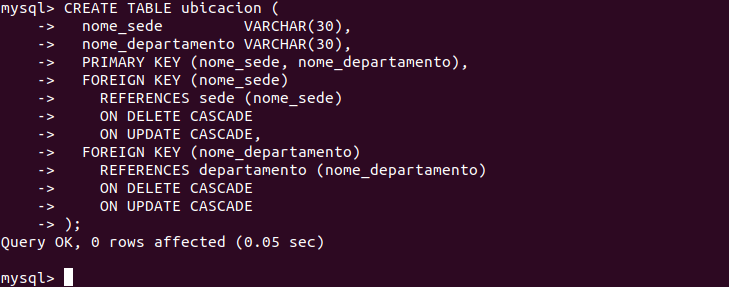 mysql> CREATE TABLE ubicacion (
    ->   nome_sede         VARCHAR(30),
    ->   nome_departamento VARCHAR(30),
    ->   PRIMARY KEY (nome_sede, nome_departamento),
    ->   FOREIGN KEY (nome_sede)
    ->     REFERENCES sede (nome_sede)
    ->     ON DELETE CASCADE
    ->     ON UPDATE CASCADE,
    ->   FOREIGN KEY (nome_departamento)
    ->     REFERENCES departamento (nome_departamento)
    ->     ON DELETE CASCADE
    ->     ON UPDATE CASCADE
    -> );
Query OK, 0 rows affected (0.05 sec)

mysql>